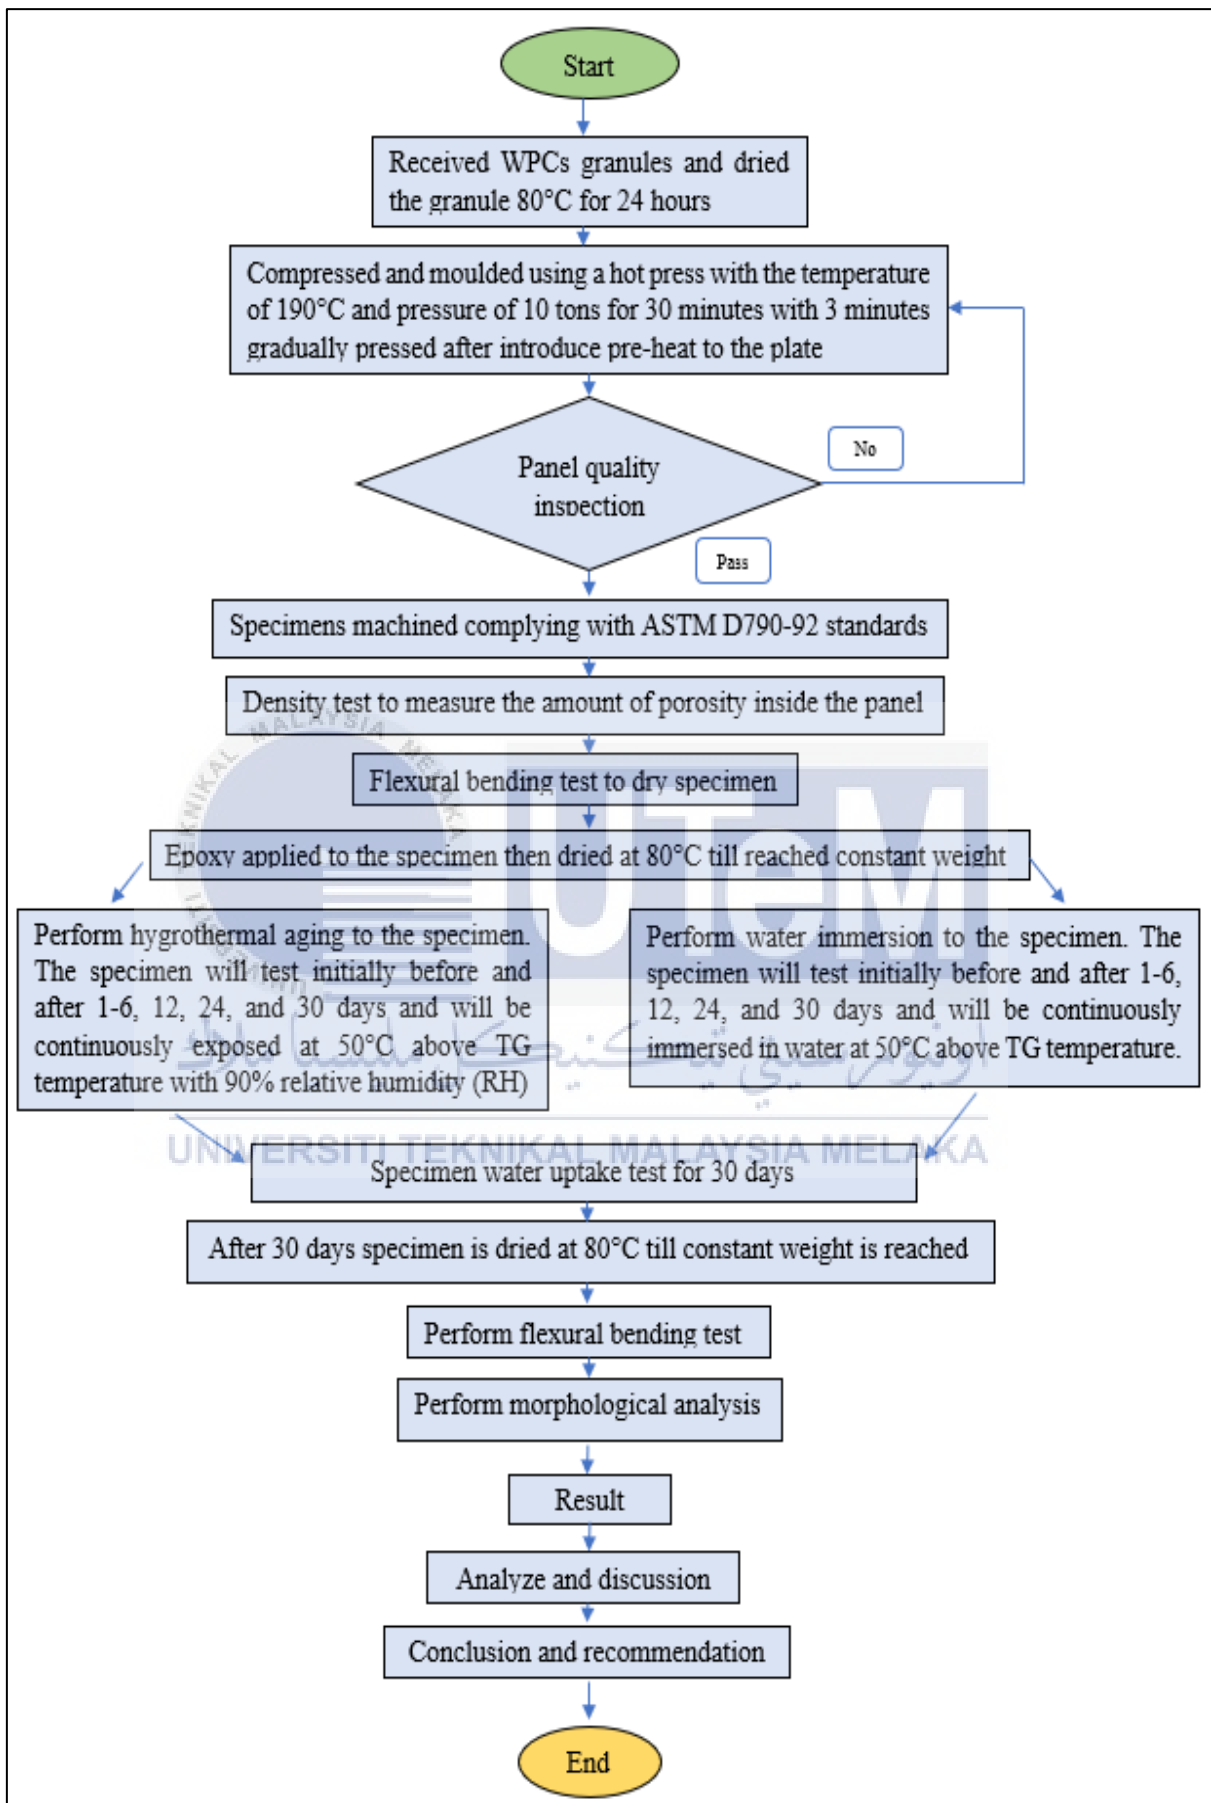 Start
Received WPCs granules and dried
the granule 80°C for 24 hours
Compressed and moulded using a hot press with the temperature
of 190°C and pressure of 10 tons for 30 minutes with 3 minutes
gradually pressed after introduce pre-heat to the plate
No
Panel quality
inspection
Pass
Specimens machined complying with ASTM D790-92 standards
Density test to measure the amount of porosity inside the panel
Flexural bending test to dry specimen
Epoxy applied to the specimen then dried at 80°C till reached constant weight
Perform hygrothermal aging to the specimen.
The specimen will test initially before and
after 1-6, 12, 24, and 30 days and will be
continuously exposed at 50°C above TG
temperature with 90% relative humidity (RH)
Perform water immersion to the specimen. The
specimen will test initially before and after 1-6,
12, 24, and 30 days and will be continuously
immersed in water at 50°C above TG temperature.
TEKNIKAL MALAYSIA MELAKA
UTeM
UNIVERSITI TEKNIKAL MALAYSIA MELAKA
Specimen water uptake test for 30 days
After 30 days specimen is dried at 80°C till constant weight is reached
Perform flexural bending test
Perform morphological analysis
Result
Analyze and discussion
Conclusion and recommendation
End